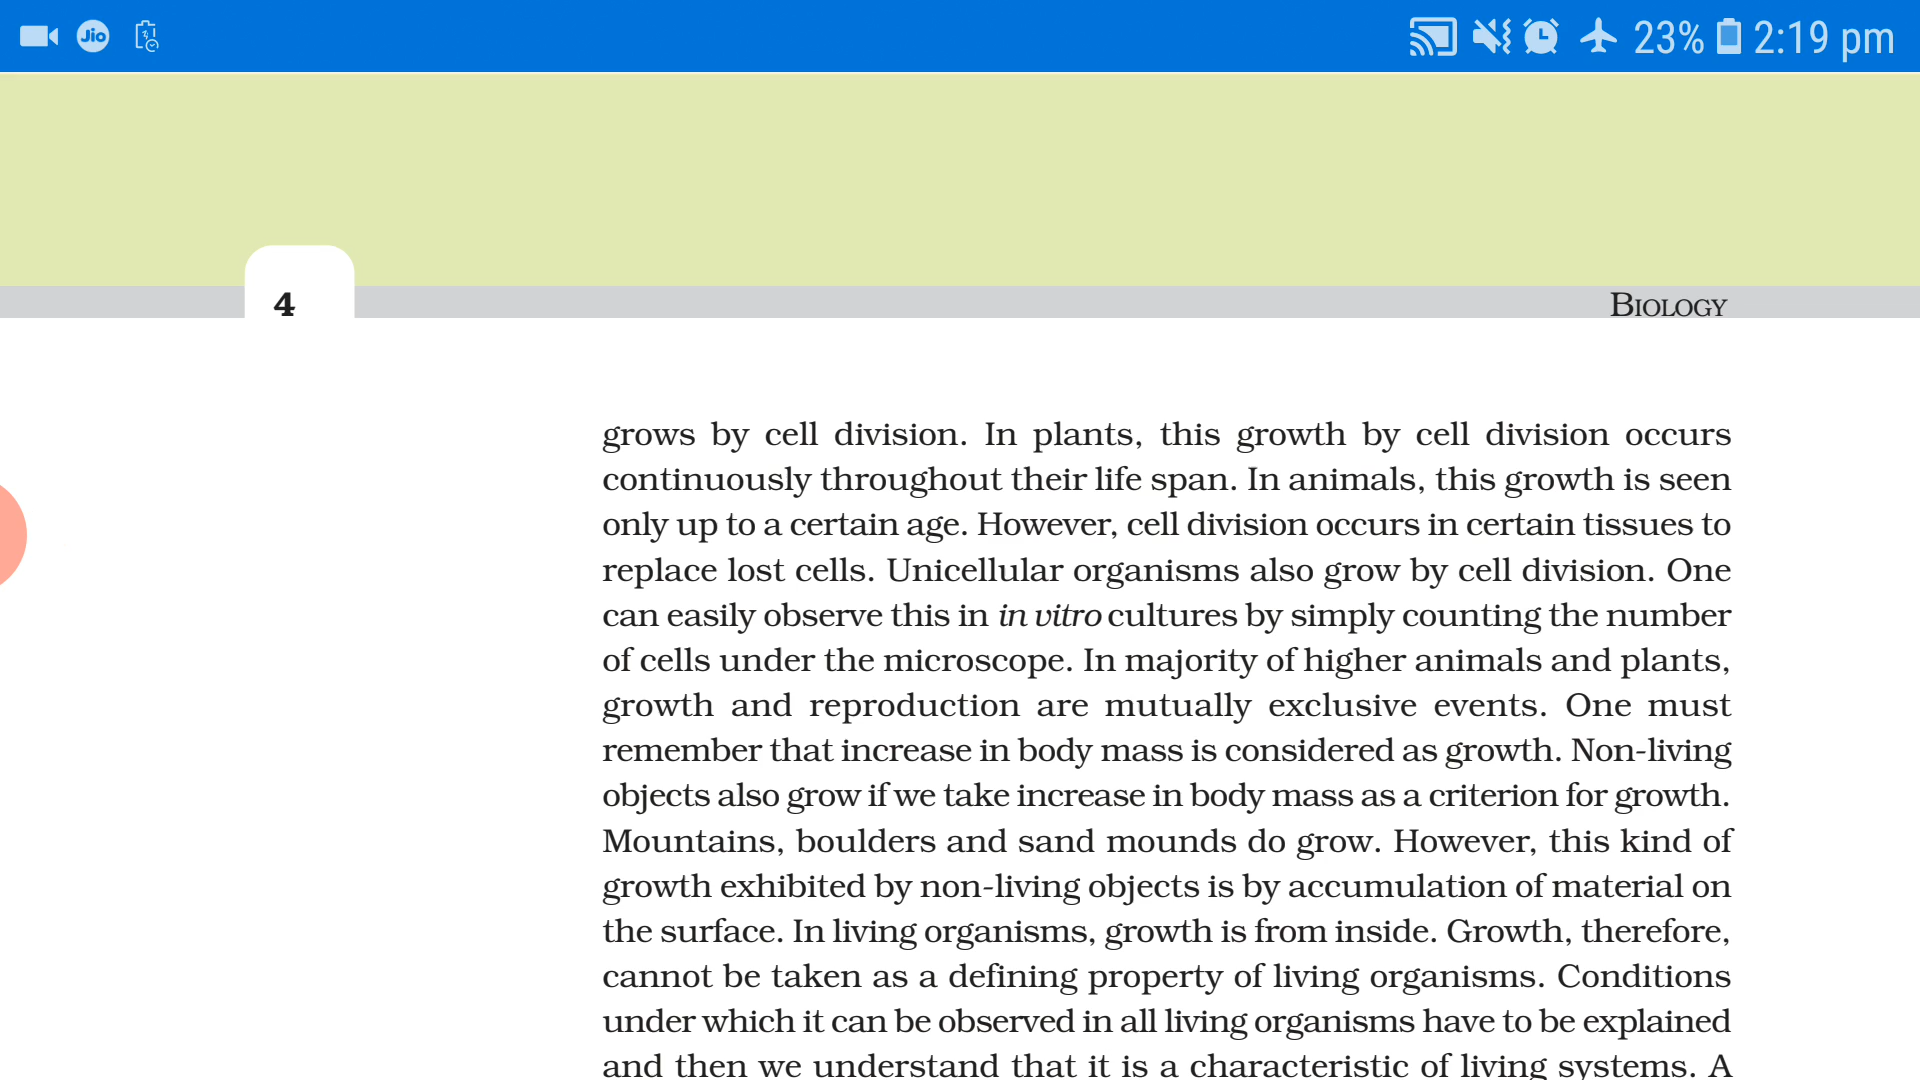 Jio 23% 2:19 pm
4 BIOLOGY
grows by cell division. In plants, this growth by cell division occurs
continuously throughout their life span. In animals, this growth is seen
only up to a certain age. However, cell division occurs in certain tissues to
replace lost cells. Unicellular organisms also grow by cell division. One
can easily observe this in in vitro cultures by simply counting the number
of cells under the microscope. In majority of higher animals and plants,
growth and reproduction are mutually exclusive events. One must
remember that increase in body mass is considered as growth. Non-living
objects also grow if we take increase in body mass as a criterion for growth.
Mountains, boulders and sand mounds do grow. However, this kind of
growth exhibited by non-living objects is by accumulation of material on
the surface. In living organisms, growth is from inside. Growth, therefore,
cannot be taken as a defining property of living organisms. Conditions
under which it can be observed in all living organisms have to be explained
and then we understand that it is a characteristic of living systems. A